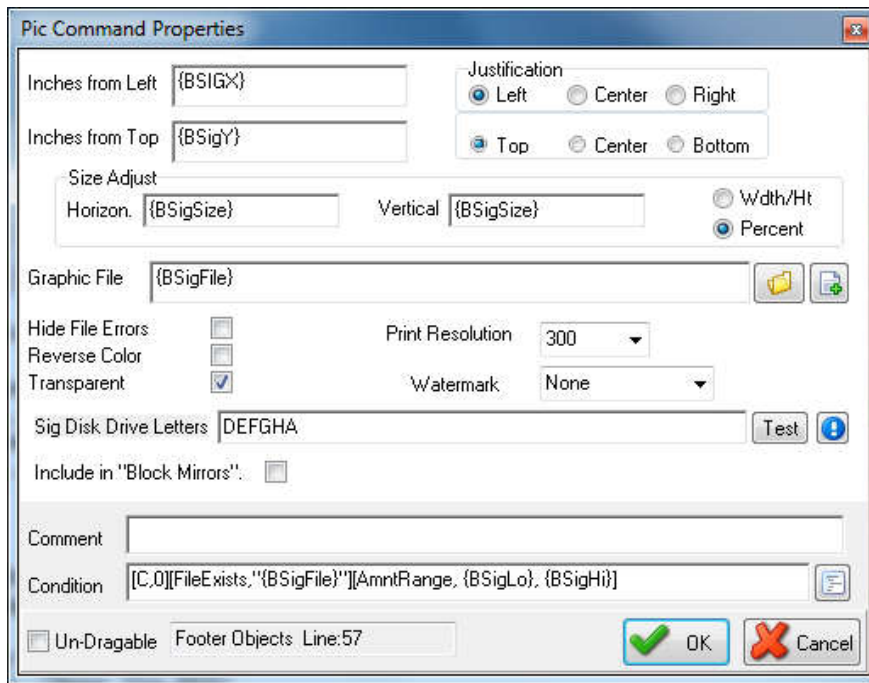 Pic Command Properties
Inches from Left {BSIGX}
Justification
Left Center Right
Inches from Top {BSigY}
Top Center Bottom
Size Adjust
Horizon. {BSigSize} Vertical {BSigSize}
Wdth/Ht
Percent
Graphic File {BSigFile}
Hide File Errors
Reverse Color
Transparent
Print Resolution 300
Watermark None
Sig Disk Drive Letters DEFGHA Test
Include in "Block Mirrors".
Comment
Condition [C,0][FileExists,"{BSigFile}"][AmntRange, {BSigLo}, {BSigHi}]
Un-Dragable Footer Objects Line:57 OK Cancel